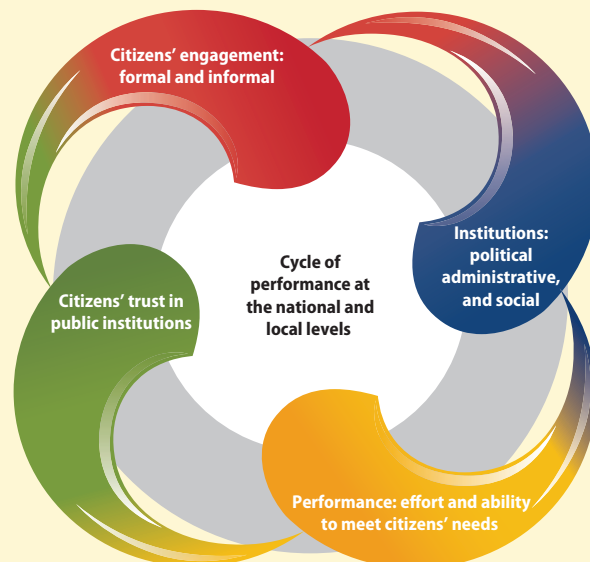 Citizens’ engagement:
formal and informal
Institutions:
political
administrative,
and social
Cycle of
performance at
the national and
local levels
Citizens’ trust in
public institutions
Performance: effort and ability
to meet citizens’ needs